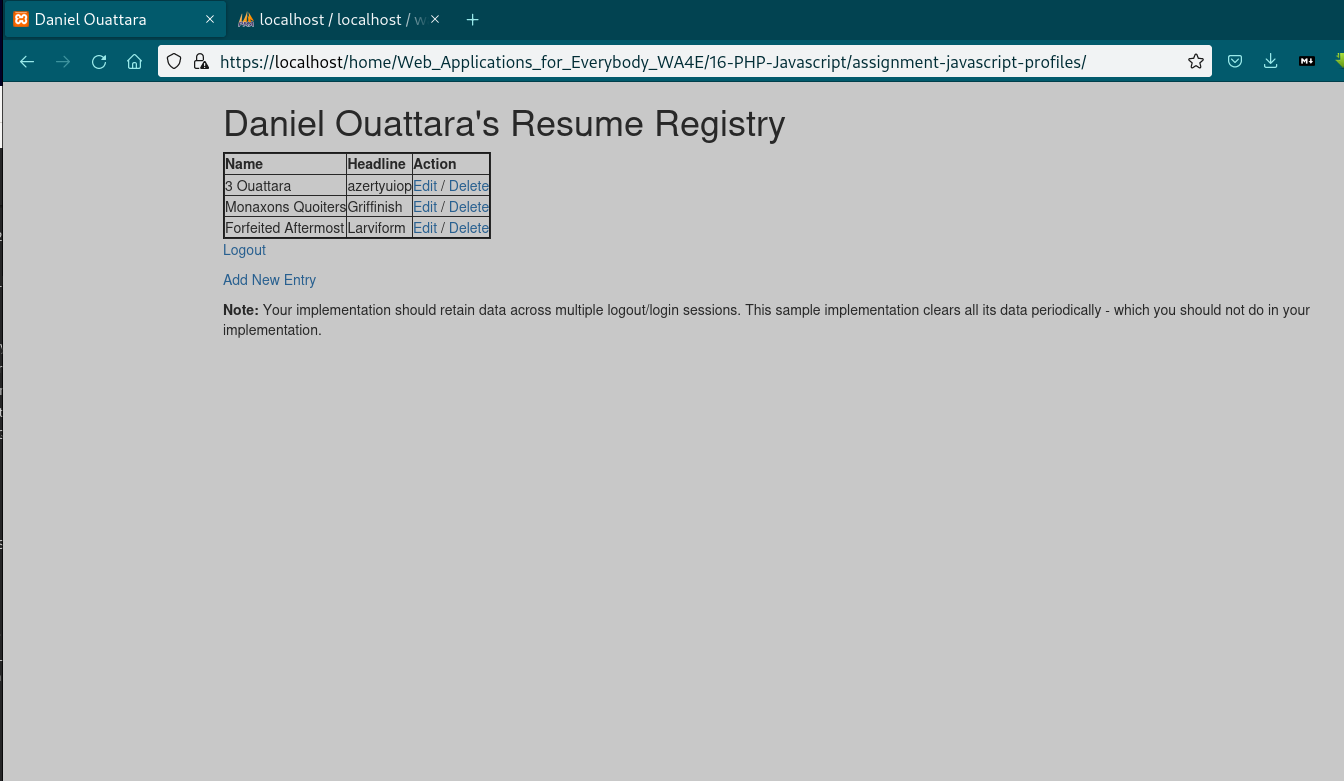 Daniel Ouattara
localhost / localhost /
https://localhost/home/Web_Applications_for_Everybody_WA4E/16-PHP-Javascript/assignment-javascript-profiles/
Daniel Ouattara's Resume Registry
Name Headline Action
3 Ouattara azertyuiop Edit / Delete
Monaxons Quoiters Griffinish Edit / Delete
Forfeited Aftermost Larviform Edit / Delete
Logout
Add New Entry
Note: Your implementation should retain data across multiple logout/login sessions. This sample implementation clears all its data periodically - which you should not do in your
implementation.